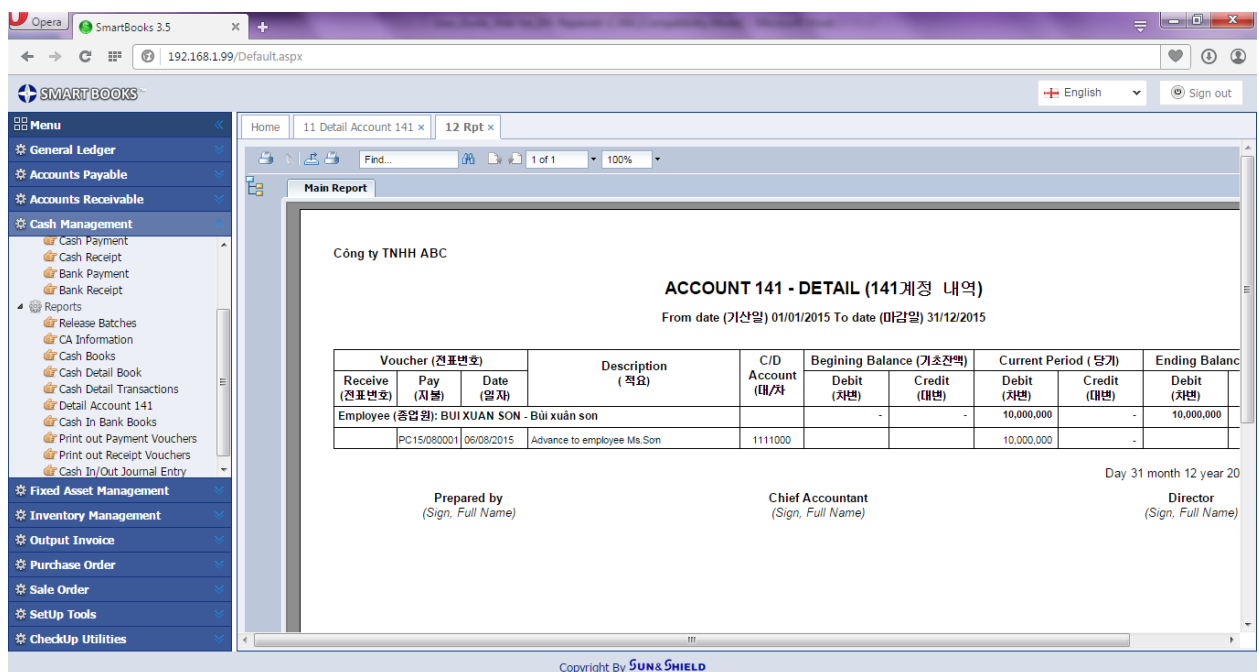 Opera
SmartBooks 3.5
192.168.1.99/Default.aspx
SMART BOOKS
English
Sign out
Menu
General Ledger
Accounts Payable
Accounts Receivable
Cash Management
Cash Payment
Cash Receipt
Bank Payment
Bank Receipt
Reports
Release Batches
CA Information
Cash Books
Cash Detail Book
Cash Detail Transactions
Detail Account 141
Cash In Bank Books
Print out Payment Vouchers
Print out Receipt Vouchers
Cash In/Out Journal Entry
Fixed Asset Management
Inventory Management
Output Invoice
Purchase Order
Sale Order
SetUp Tools
CheckUp Utilities
Home 11 Detail Account 141 12 Rpt
Find... 1 of 1 100%
Main Report
Công ty TNHH ABC
ACCOUNT 141 - DETAIL (141계정 내역)
From date (기산일) 01/01/2015 To date (마감일) 31/12/2015
Voucher (전표번호) Description (적요) C/D Account (대/차 Begining Balance (기초잔액) Current Period (당기) Ending Balanc
Receive (전표번호) Pay (지불) Date (일자) Debit (차변) Credit (대변) Debit (차변) Credit (대변) Debit (차변)
Employee (종업원): BUI XUAN SON - Bùi xuân son - - 10,000,000 - 10,000,000
PC15/080001 06/08/2015 Advance to employee Ms.Son 1111000 10,000,000 -
Day 31 month 12 year 20
Prepared by Chief Accountant Director
(Sign, Full Name) (Sign, Full Name) (Sign, Full Name)
Copyright By SUN & SHIELD